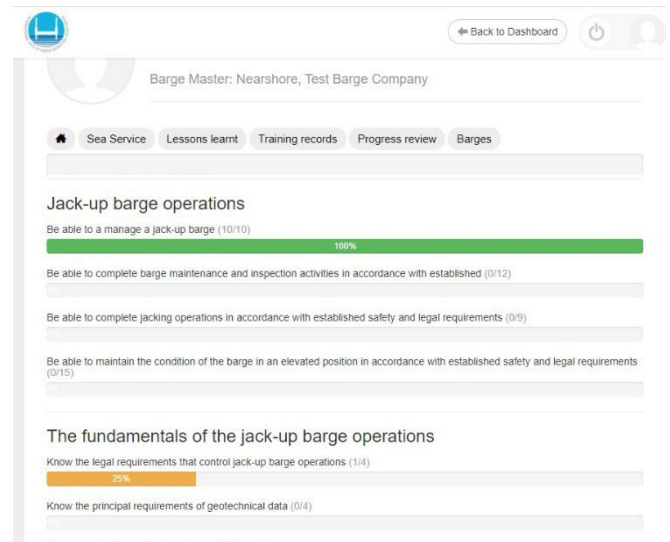 Back to Dashboard
Barge Master: Nearshore, Test Barge Company
Sea Service Lessons learnt Training records Progress review Barges
Jack-up barge operations
Be able to a manage a jack-up barge (10/10)
100%
Be able to complete barge maintenance and inspection activities in accordance with established (0/12)
Be able to complete jacking operations in accordance with established safety and legal requirements (0/9)
Be able to maintain the condition of the barge in an elevated position in accordance with established safety and legal requirements
(0/15)
The fundamentals of the jack-up barge operations
Know the legal requirements that control jack-up barge operations (1/4)
25%
Know the principal requirements of geotechnical data (0/4)